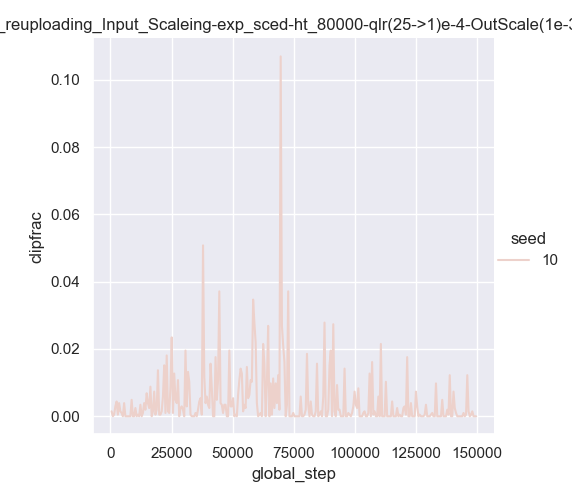 _reuploading_Input_Scaleing-exp_sced-ht_80000-qlr(25->1)e-4-OutScale(1e-3
0.10
0.08
0.06
0.04
0.02
0.00
clipfrac
0 25000 50000 75000 100000 125000 150000
global_step
seed
10